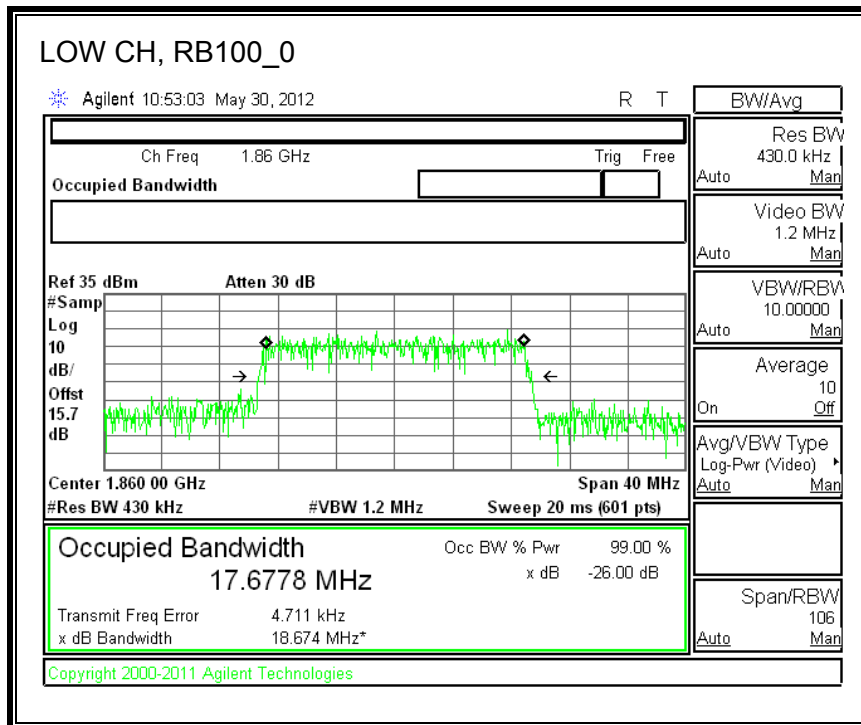 LOW CH, RB100_0
Agilent 10:53:03 May 30, 2012 R T
Ch Freq 1.86 GHz Trig Free
Occupied Bandwidth
Ref 35 dBm Atten 30 dB
#Samp
Log
10
dB/
Offst
15.7
dB
Center 1.860 00 GHz Span 40 MHz
#Res BW 430 kHz #VBW 1.2 MHz Sweep 20 ms (601 pts)
Occupied Bandwidth Occ BW % Pwr 99.00 %
17.6778 MHz x dB -26.00 dB
Transmit Freq Error 4.711 kHz
x dB Bandwidth 18.674 MHz*
Copyright 2000-2011 Agilent Technologies
BW/Avg
Res BW
430.0 kHz
Auto Man
Video BW
1.2 MHz
Auto Man
VBW/RBW
10.00000
Auto Man
Average
10
On Off
Avg/VBW Type
Log-Pwr (Video)
Auto Man
Span/RBW
106
Auto Man